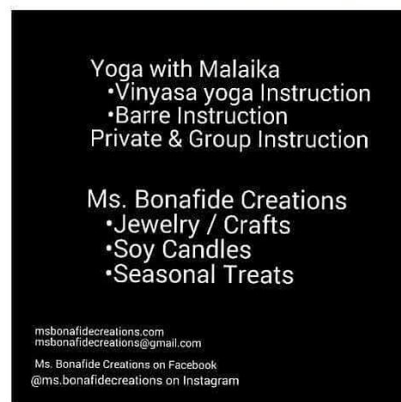 Yoga with Malaika
•Vinyasa yoga Instruction
•Barre Instruction
Private & Group Instruction
Ms. Bonafide Creations
•Jewelry / Crafts
•Soy Candles
•Seasonal Treats
msbonafidecreations.com
msbonafidecreations@gmail.com
Ms. Bonafide Creations on Facebook
@ms.bonafidecreations on Instagram